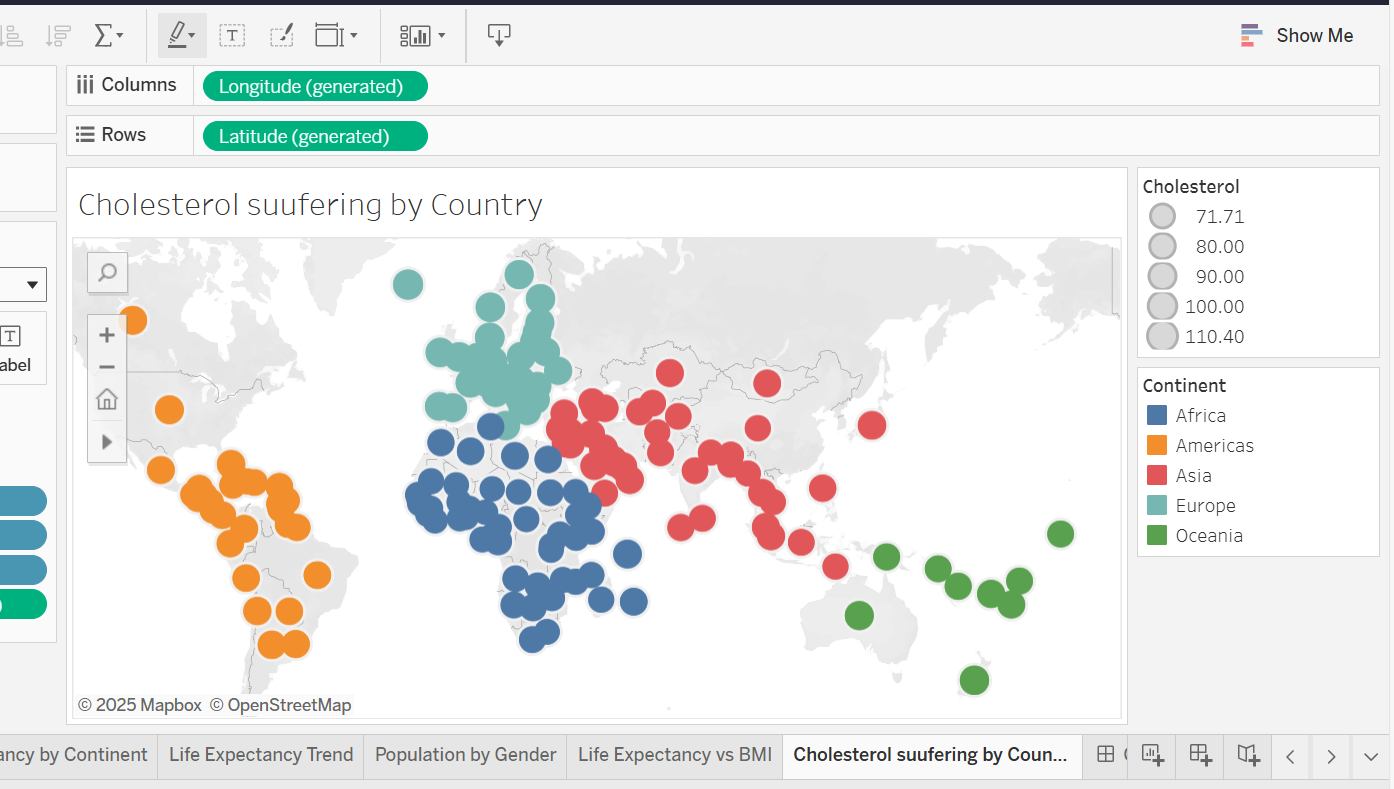 Show Me
Columns
Longitude (generated)
Rows
Latitude (generated)
Cholesterol suufering by Country
Cholesterol
71.71
80.00
90.00
100.00
110.40
T
abel
Continent
Africa
Americas
Asia
Europe
Oceania
© 2025 Mapbox © OpenStreetMap
ancy by Continent
Life Expectancy Trend
Population by Gender
Life Expectancy vs BMI
Cholesterol suufering by Coun...